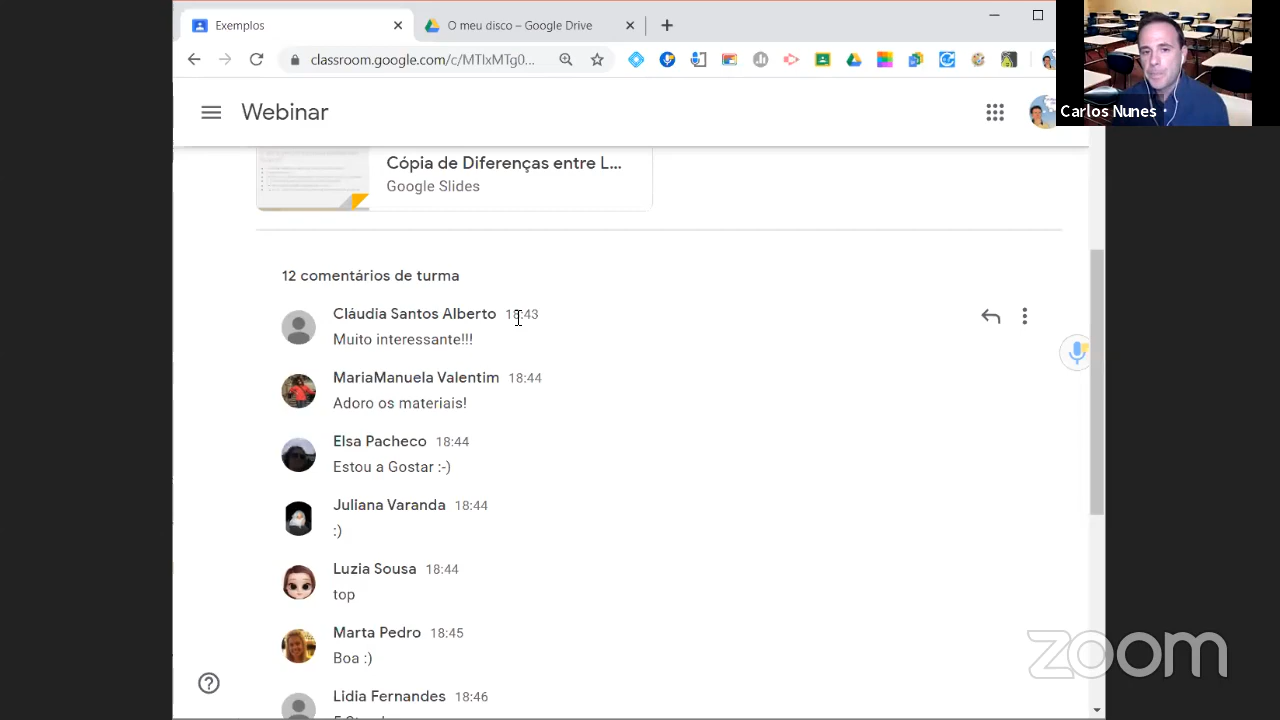 Exemplos
O meu disco – Google Drive
classroom.google.com/c/MTIxMTg0...
Webinar
Carlos Nunes
Cópia de Diferenças entre L...
Google Slides
12 comentários de turma
Cláudia Santos Alberto 18:43
Muito interessante!!!
MariaManuela Valentim 18:44
Adoro os materiais!
Elsa Pacheco 18:44
Estou a Gostar :-)
Juliana Varanda 18:44
:)
Luzia Sousa 18:44
top
Marta Pedro 18:45
Boa :)
Lidia Fernandes 18:46
zoom